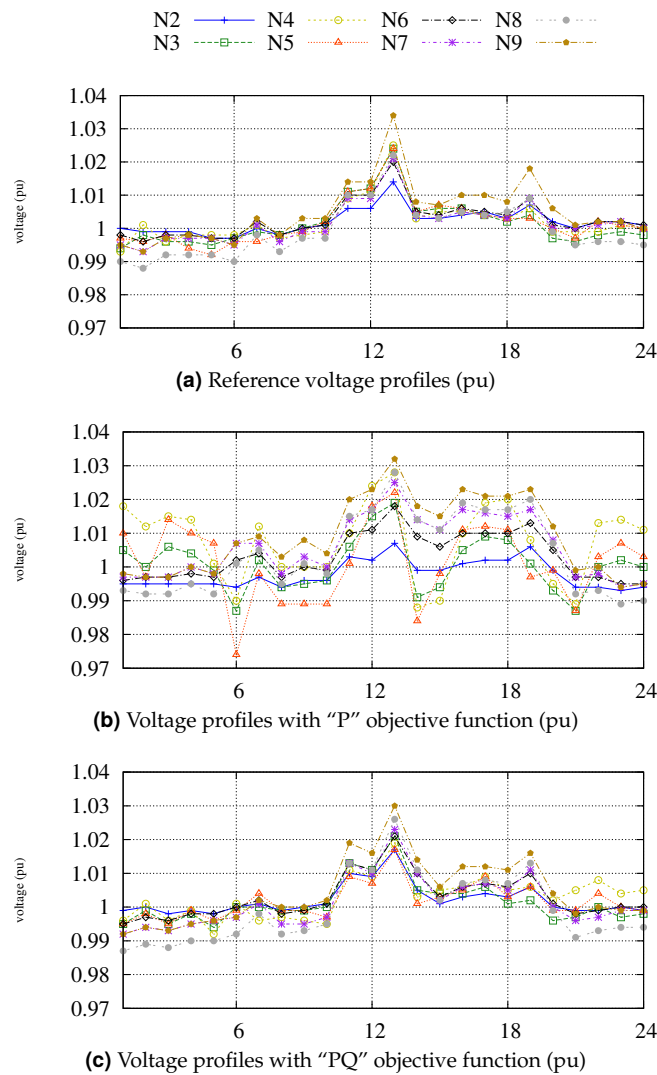 N2 N4 N6 N8
N3 N5 N7 N9
voltage (pu)
1.04
1.03
1.02
1.01
1
0.99
0.98
0.97
6 12 18 24
(a) Reference voltage profiles (pu)
voltage (pu)
1.04
1.03
1.02
1.01
1
0.99
0.98
0.97
6 12 18 24
(b) Voltage profiles with “P” objective function (pu)
voltage (pu)
1.04
1.03
1.02
1.01
1
0.99
0.98
0.97
6 12 18 24
(c) Voltage profiles with “PQ” objective function (pu)